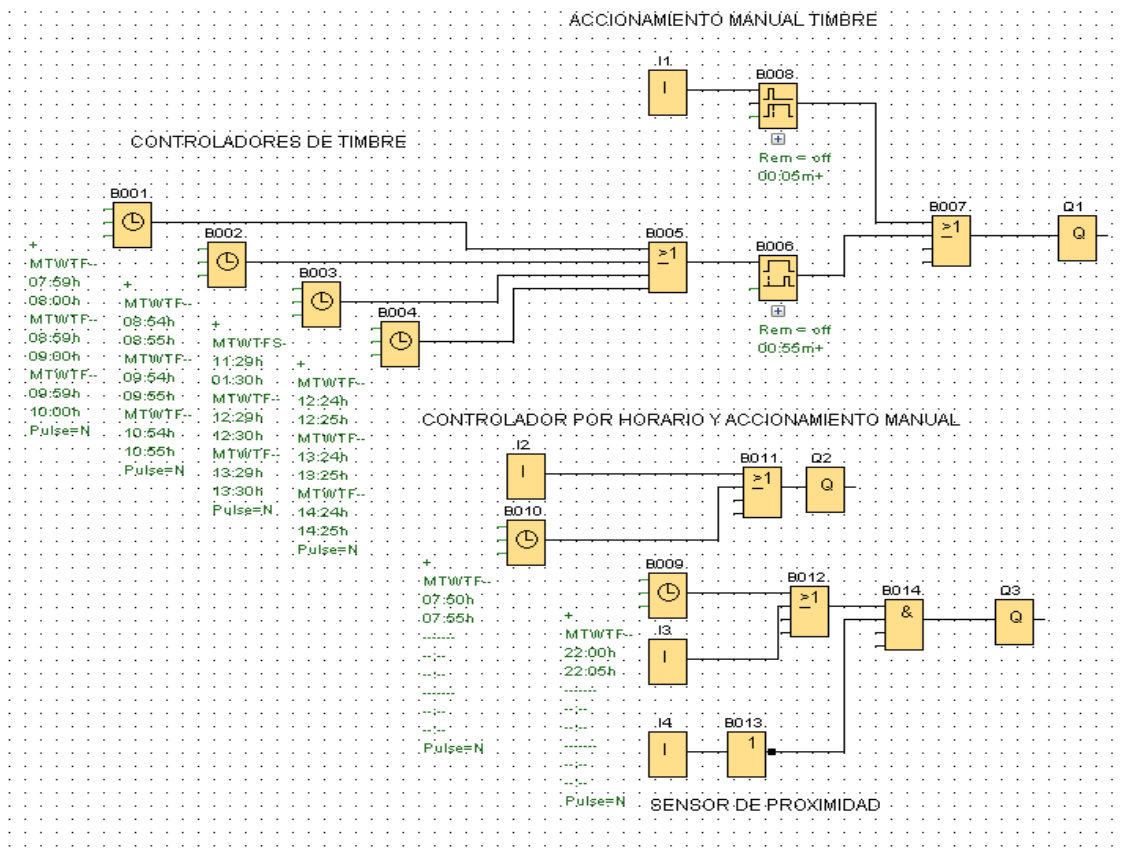 ACCIONAMIENTO MANUAL TIMBRE
I1
I
B008
Rem = off
00:05m+
CONTROLADORES DE TIMBRE
B001
+
MTWTF--
07:59h
08:00h
MTWTF--
08:59h
09:00h
MTWTF--
09:59h
10:00h
Pulse=N
B002
+
MTWTF--
08:54h
08:55h
MTWTF--
09:54h
09:55h
MTWTF--
10:54h
10:55h
Pulse=N
B003
+
MTWTFS-
11:29h
01:30h
MTWTF--
12:29h
12:30h
MTWTF--
13:29h
13:30h
Pulse=N
B004
+
MTWTF--
12:24h
12:25h
MTWTF--
13:24h
13:25h
MTWTF--
14:24h
14:25h
Pulse=N
B005
≥1
B006
Rem = off
00:55m+
B007
≥1
Q1
Q
CONTROLADOR POR HORARIO Y ACCIONAMIENTO MANUAL
I2
I
B010
+
MTWTF--
07:50h
07:55h
-------
--:--
--:--
-------
--:--
--:--
Pulse=N
B011
≥1
Q2
Q
B009
+
MTWTF--
22:00h
22:05h
-------
--:--
--:--
-------
--:--
--:--
Pulse=N
I3
I
B012
≥1
B014
&
Q3
Q
I4
I
B013
1
SENSOR DE PROXIMIDAD